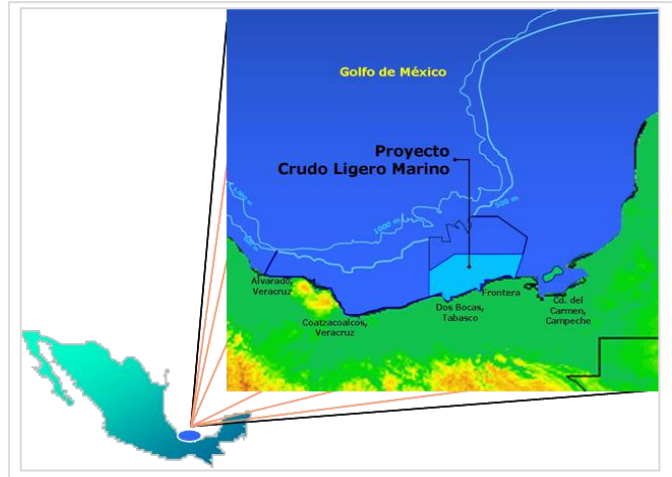 Golfo de México
Proyecto
Crudo Ligero Marino
500 m
1000 m
Alvarado,
Veracruz
Coatzacoalcos,
Veracruz
Dos Bocas,
Tabasco
Frontera
Cd. del
Carmen,
Campeche